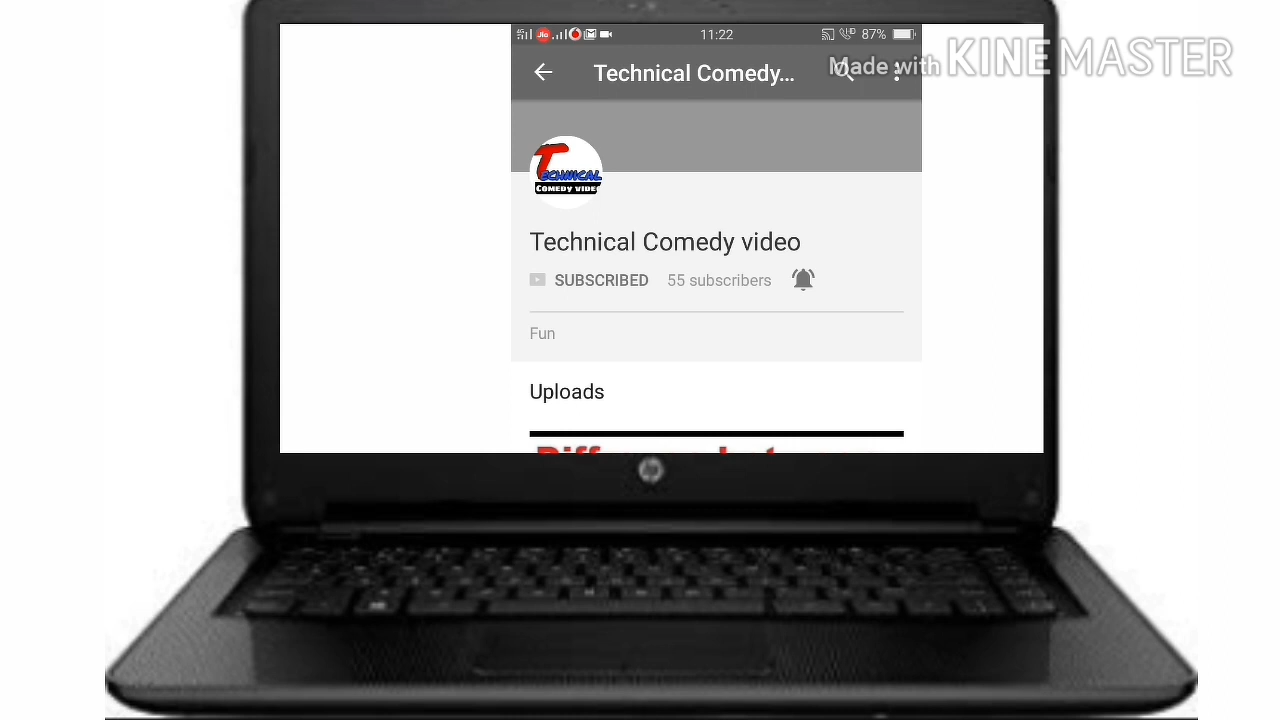 11:22
87%
Technical Comedy...
Made with KINEMASTER
TECHNICAL
COMEDY VIDEO
Technical Comedy video
SUBSCRIBED 55 subscribers
Fun
Uploads
hp